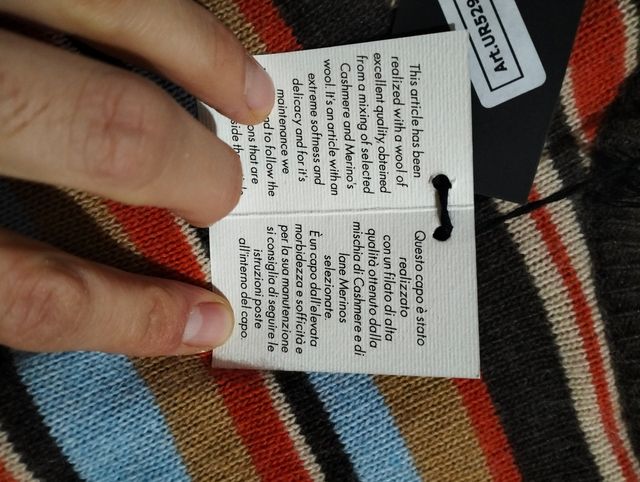 This article has been
realized with a wool of
excellent quality, obteined
from a mixing of selected
Cashmere and Merino's
wool. It's an article with an
extreme softness and
delicacy and for it's
maintenance we
to follow the
that are
Questo capo è stato
realizzato
con un filato di alta
qualità ottenuto dalla
mischia di Cashmere e di
lane Merinos
selezionate.
È un capo dall'elevata
morbidezza e sofficità e
per la sua manutenzione
si consiglia di seguire le
istruzioni poste
all'interno del capo.
Art.UR529